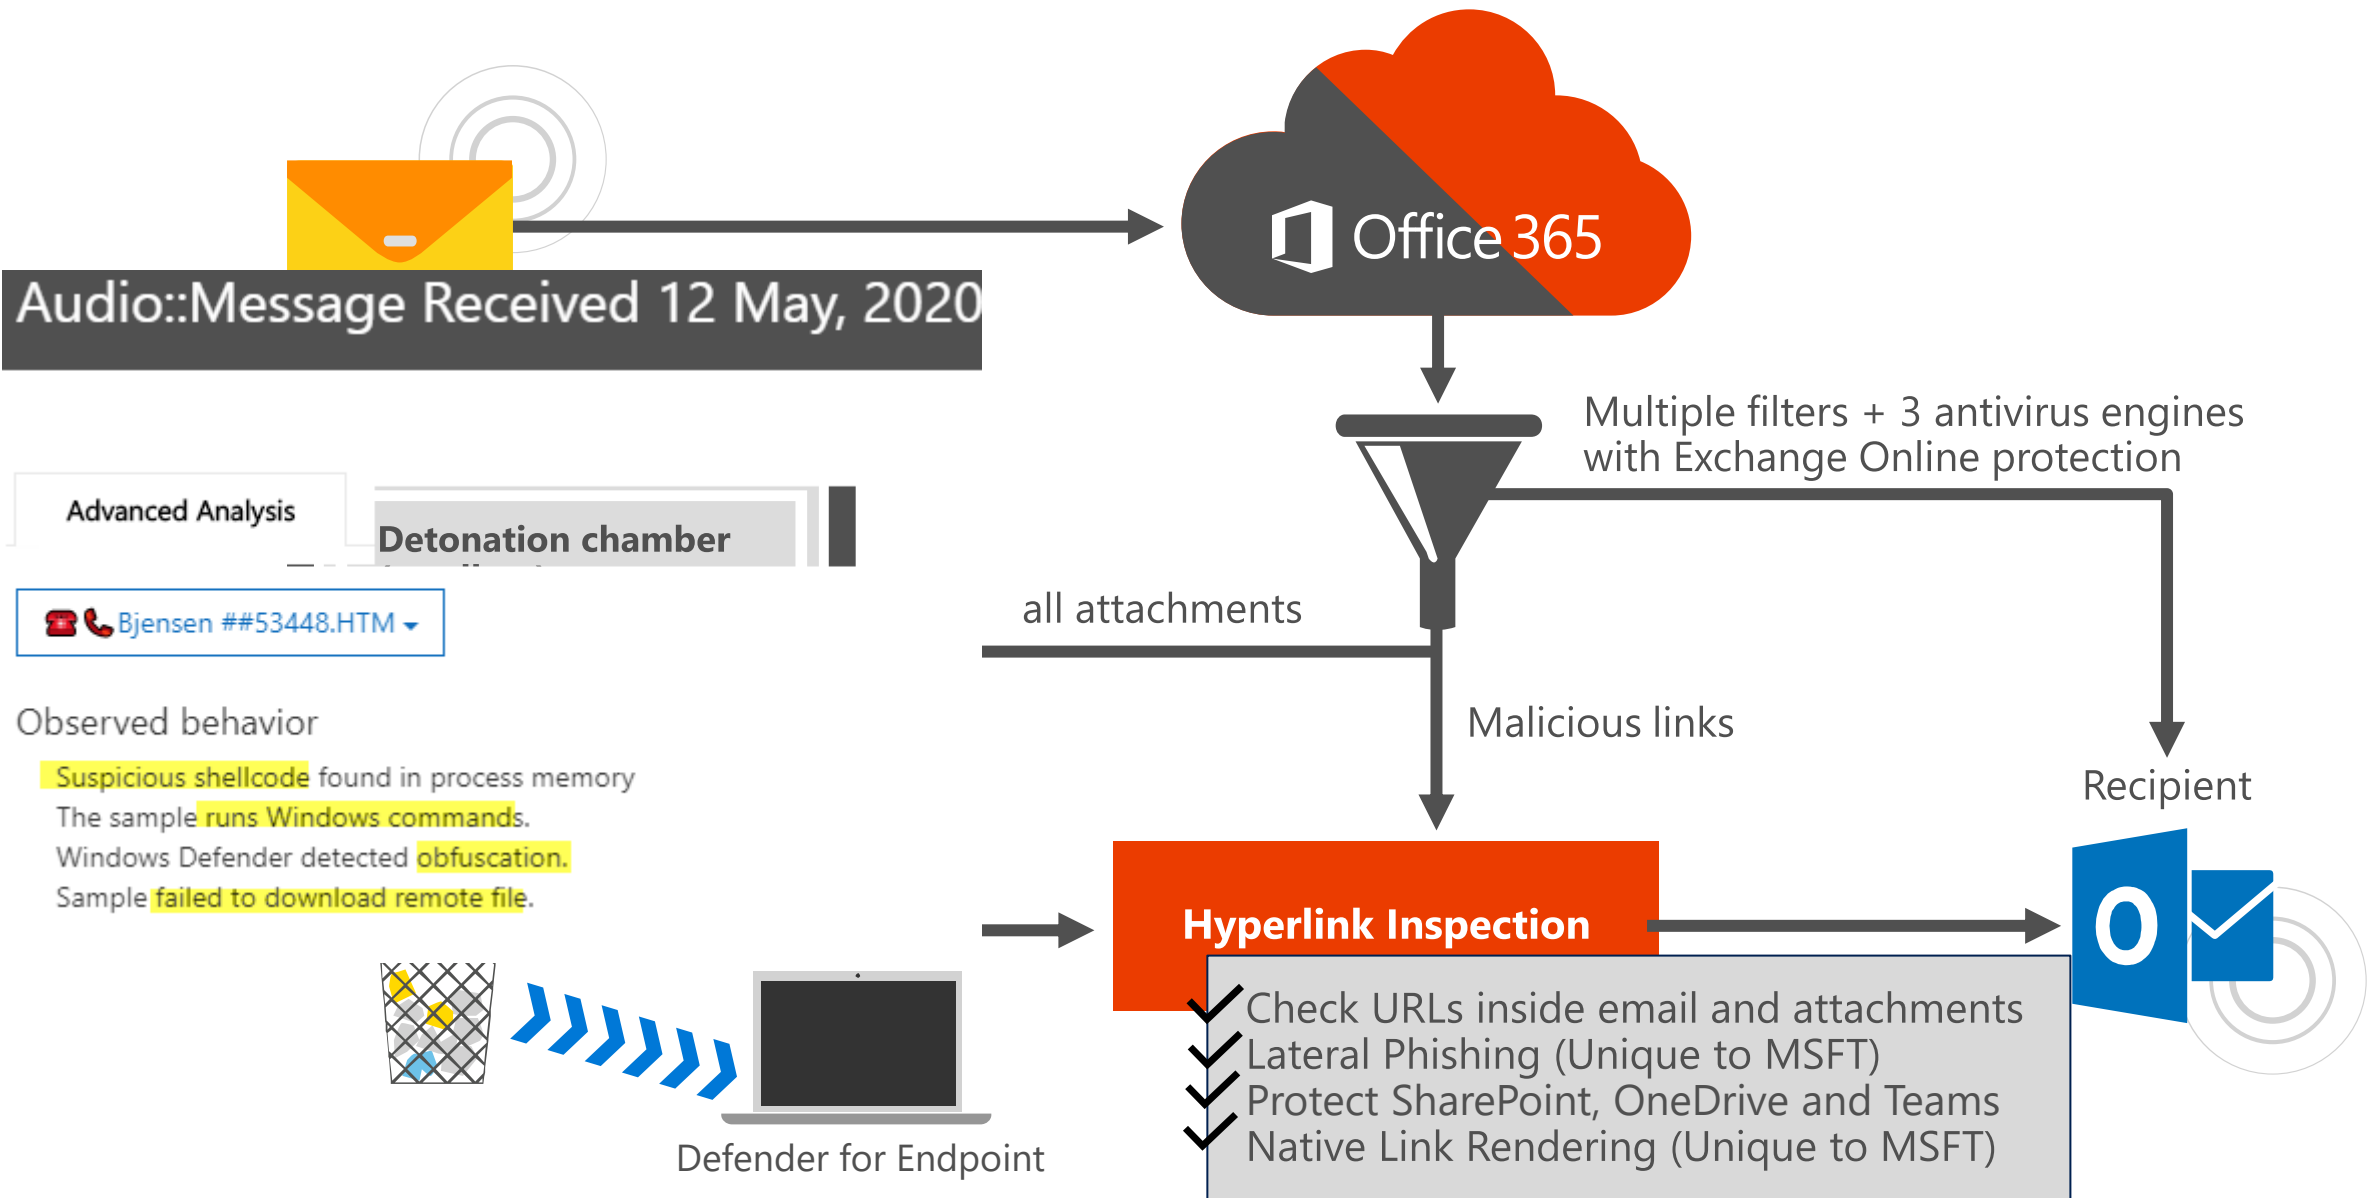 Office 365
Audio::Message Received 12 May, 2020
Multiple filters + 3 antivirus engines
with Exchange Online protection
Advanced Analysis
Detonation chamber
all attachments
Bjensen ##53448.HTM
Malicious links
Observed behavior
Suspicious shellcode found in process memory
The sample runs Windows commands.
Windows Defender detected obfuscation.
Sample failed to download remote file.
Recipient
Hyperlink Inspection
Check URLs inside email and attachments
Lateral Phishing (Unique to MSFT)
Protect SharePoint, OneDrive and Teams
Native Link Rendering (Unique to MSFT)
Defender for Endpoint